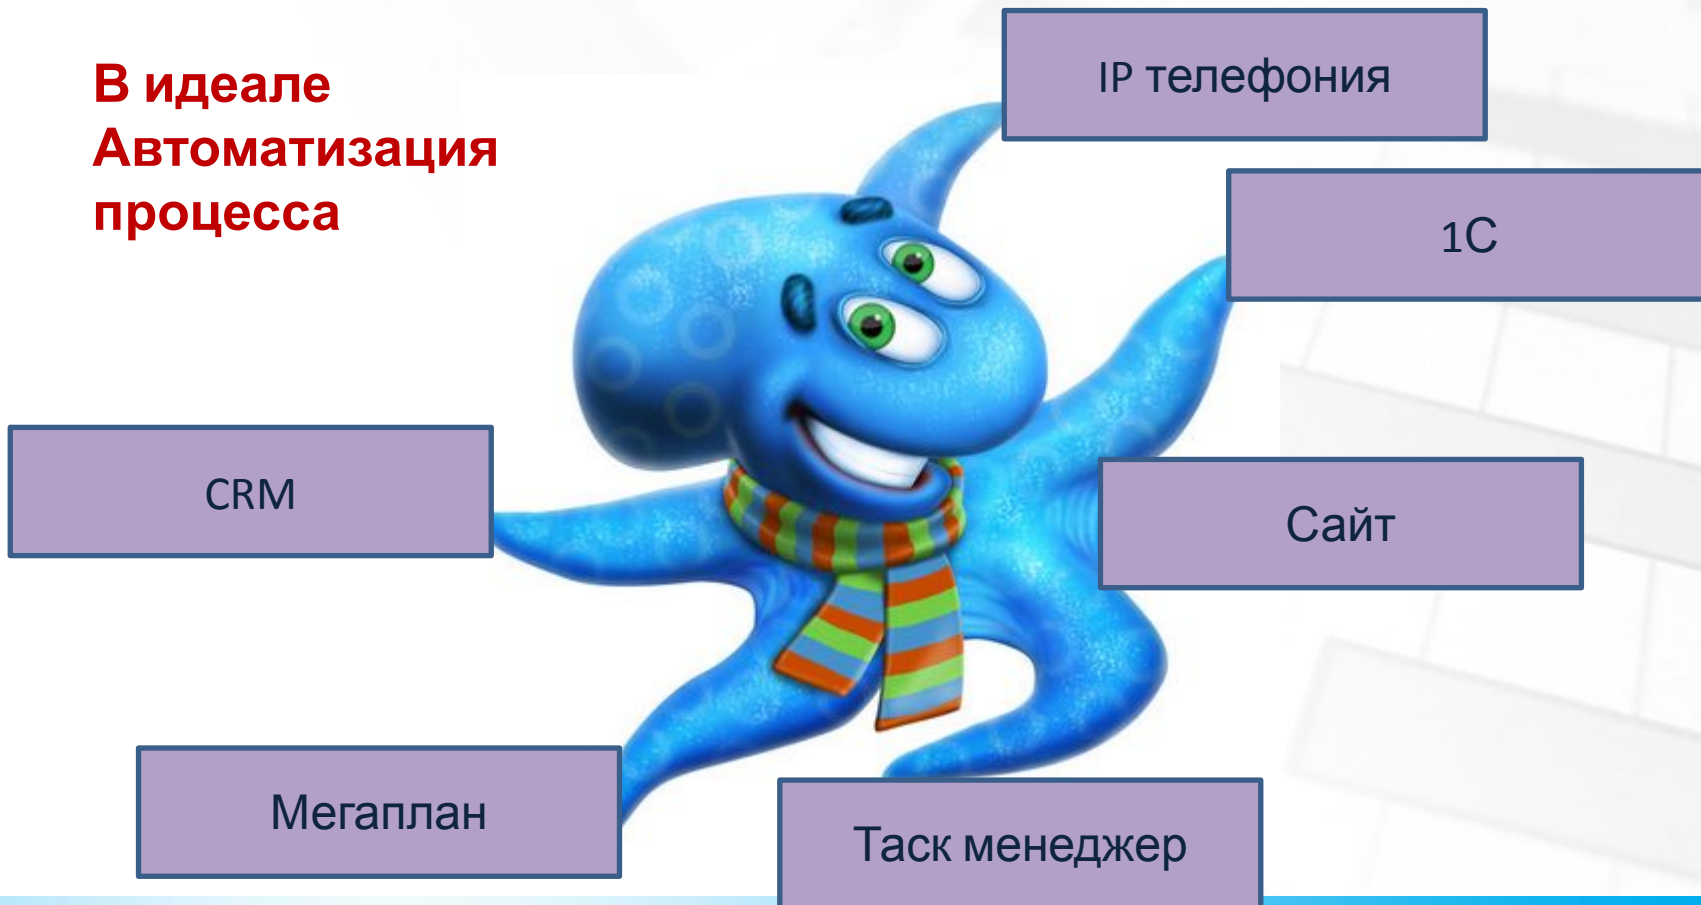 В идеале
Автоматизация
процесса
IP телефония
1С
CRM
Сайт
Мегаплан
Таск менеджер